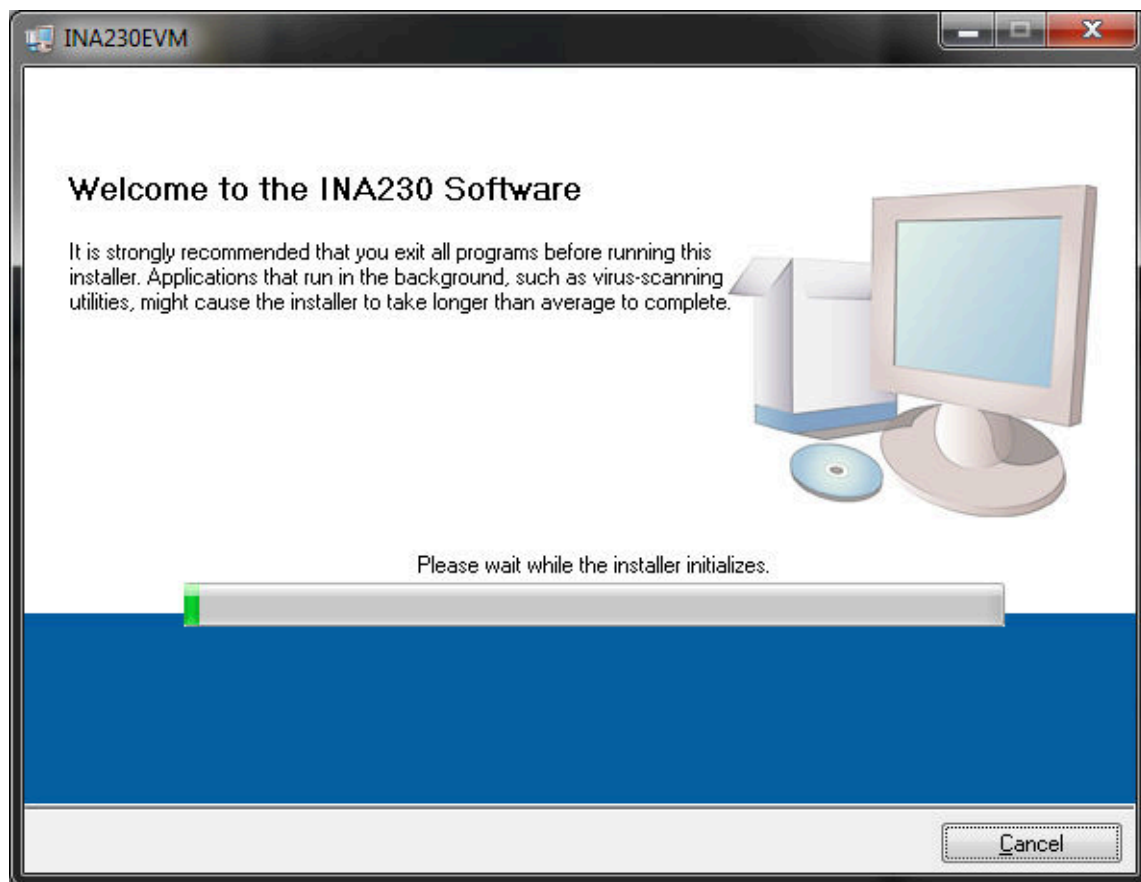 INA230EVM
Welcome to the INA230 Software
It is strongly recommended that you exit all programs before running this
installer. Applications that run in the background, such as virus-scanning
utilities, might cause the installer to take longer than average to complete.
Please wait while the installer initializes.
Cancel